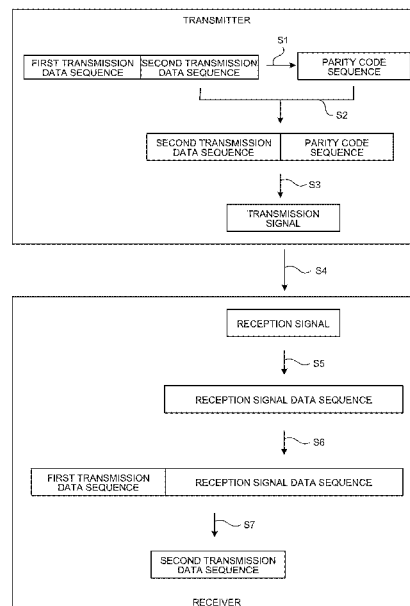 TRANSMITTER
S1
FIRST TRANSMISSION SECOND TRANSMISSION PARITY CODE
DATA SEQUENCE DATA SEQUENCE SEQUENCE
S2
SECOND TRANSMISSION PARITY CODE
DATA SEQUENCE SEQUENCE
S3
TRANSMISSION
SIGNAL
S4
RECEPTION SIGNAL
S5
RECEPTION SIGNAL DATA SEQUENCE
S6
FIRST TRANSMISSION RECEPTION SIGNAL DATA SEQUENCE
DATA SEQUENCE
S7
SECOND TRANSMISSION
DATA SEQUENCE
RECEIVER